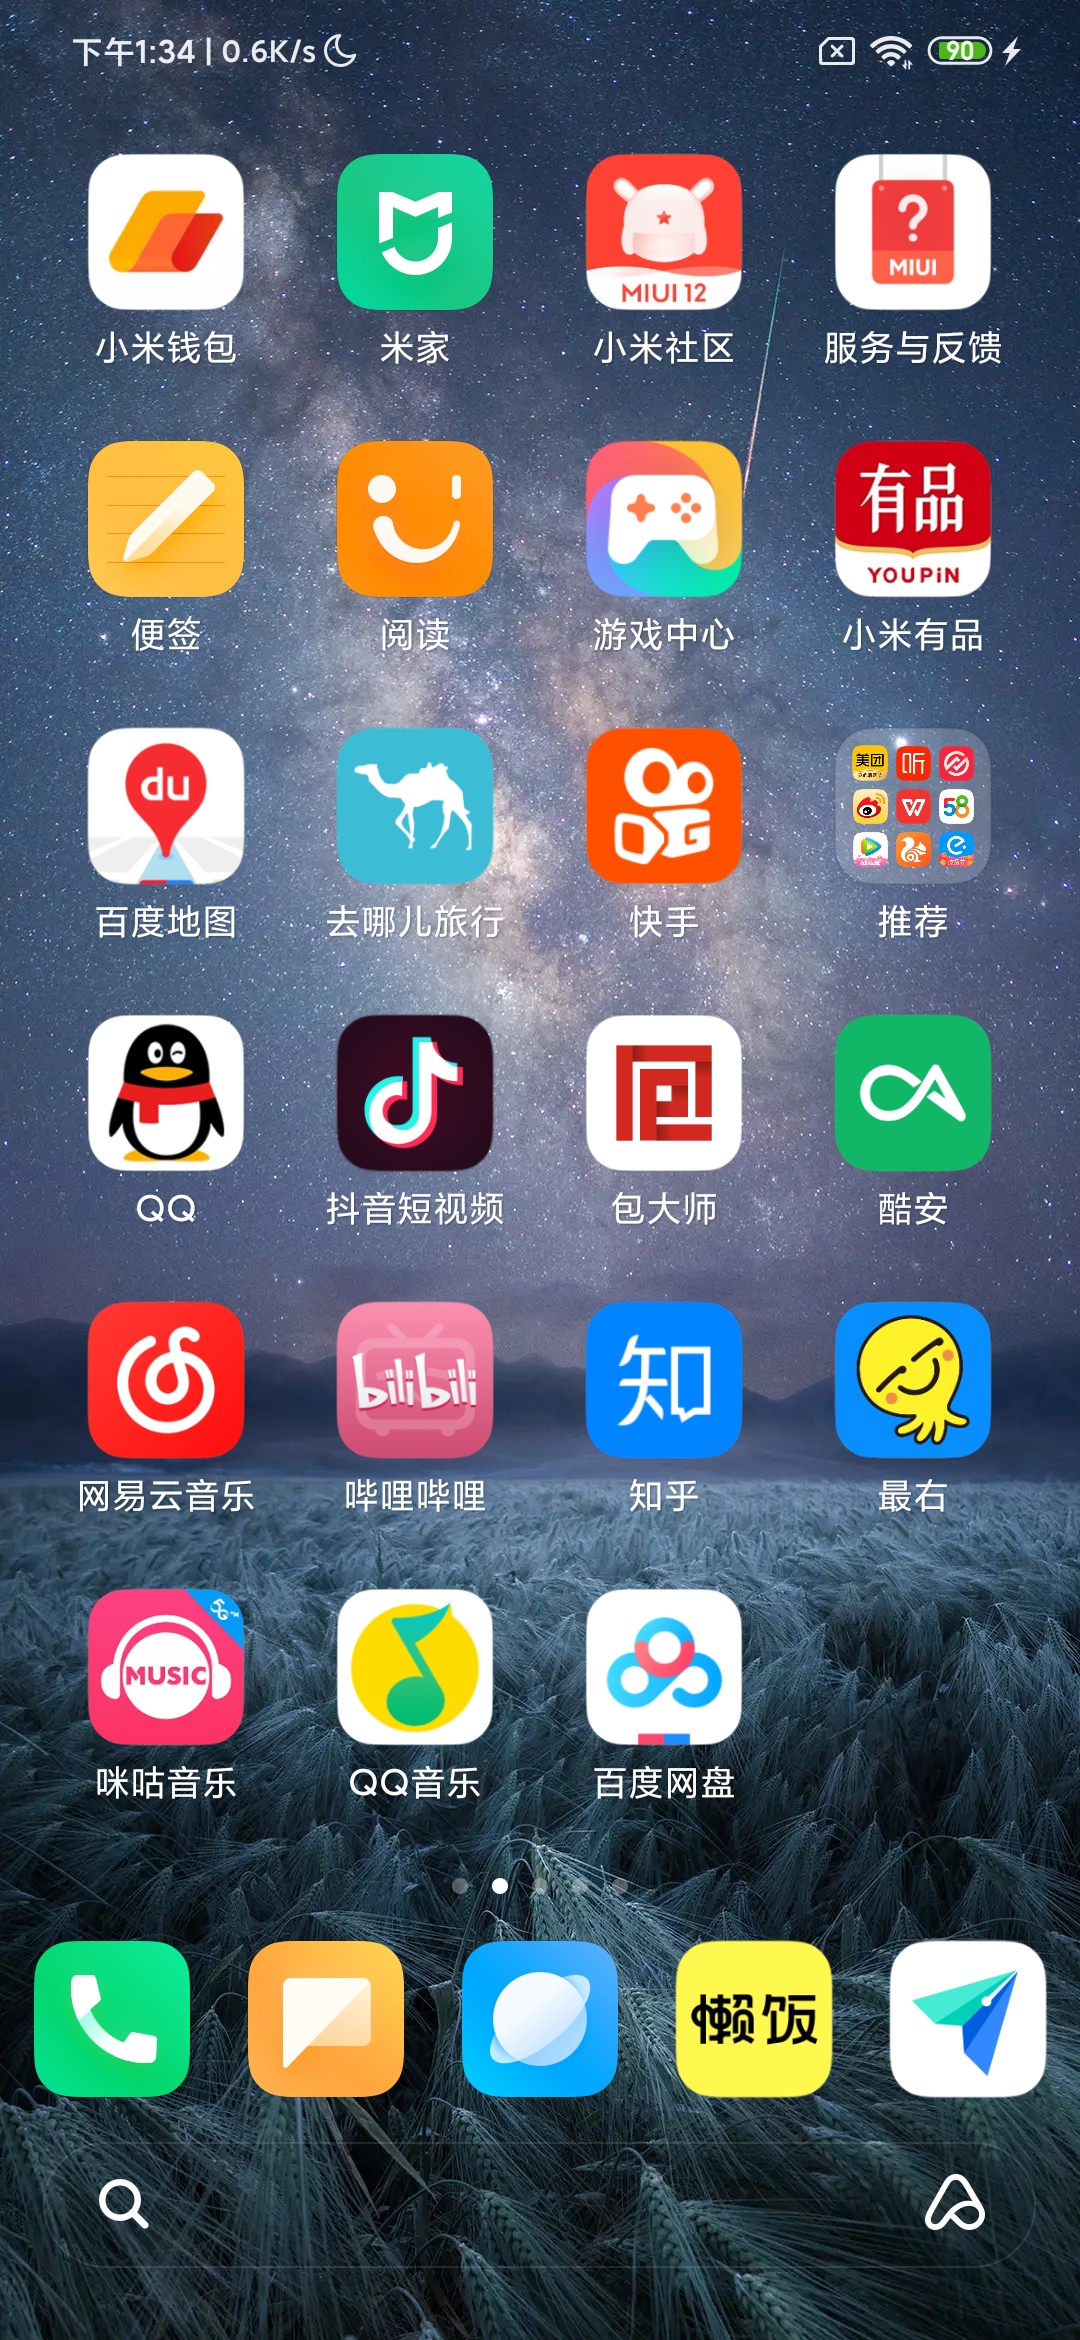 下午1:34 | 0.6K/s
90
MIUI 12
MIUI
小米钱包
米家
小米社区
服务与反馈
有品
YOUPiN
便签
阅读
游戏中心
小米有品
du
美团
听
58
百度地图
去哪儿旅行
快手
推荐
QQ
抖音短视频
包大师
酷安
bilibili
知
网易云音乐
哔哩哔哩
知乎
最右
MUSIC
咪咕音乐
QQ音乐
百度网盘
懒饭